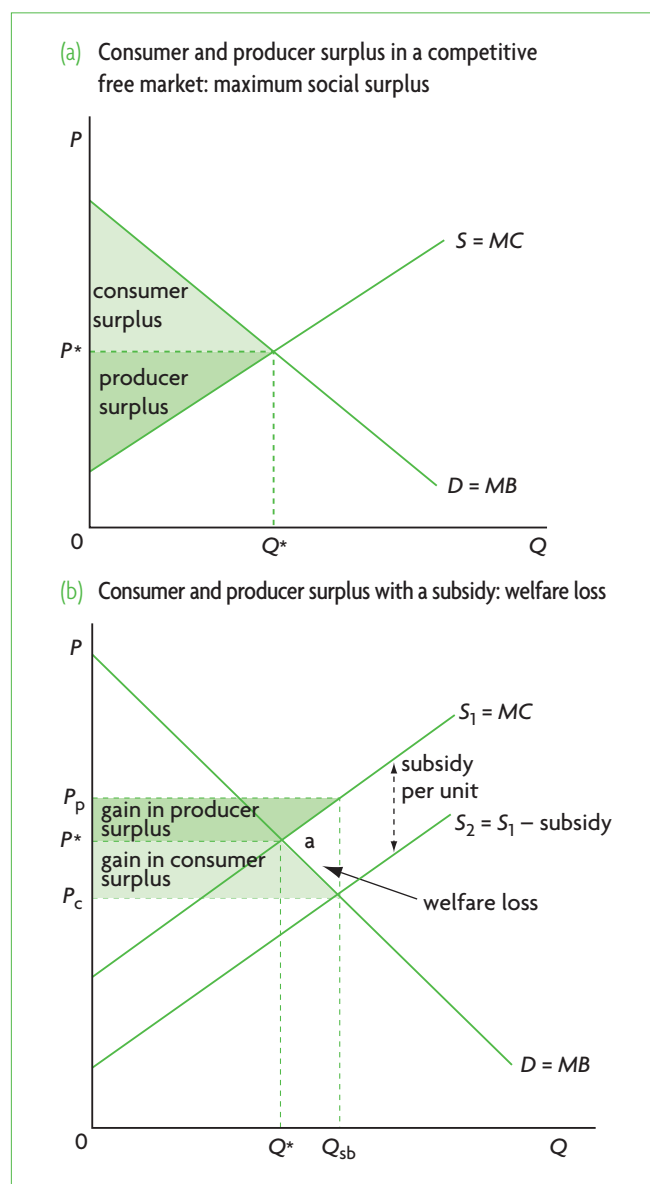 (a) Consumer and producer surplus in a competitive
free market: maximum social surplus
P
S = MC
consumer
surplus
P*
producer
surplus
D = MB
0
Q*
Q
(b) Consumer and producer surplus with a subsidy: welfare loss
P
S₁ = MC
subsidy
per unit
Pₚ
gain in producer
surplus
S₂ = S₁ – subsidy
P*
a
gain in consumer
surplus
P꜀
welfare loss
D = MB
0
Q*
Qsb
Q